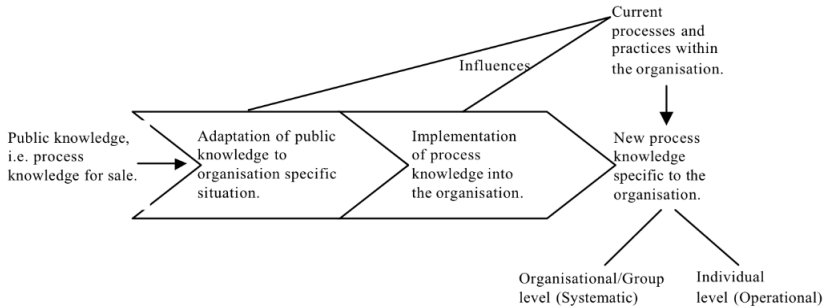 Current
processes and
practices within
the organisation.
Influences
Public knowledge,
i.e. process
knowledge for sale.
Adaptation of public
knowledge to
organisation specific
situation.
Implementation
of process
knowledge into
the organisation.
New process
knowledge
specific to the
organisation.
Organisational/Group
level (Systematic)
Individual
level (Operational)